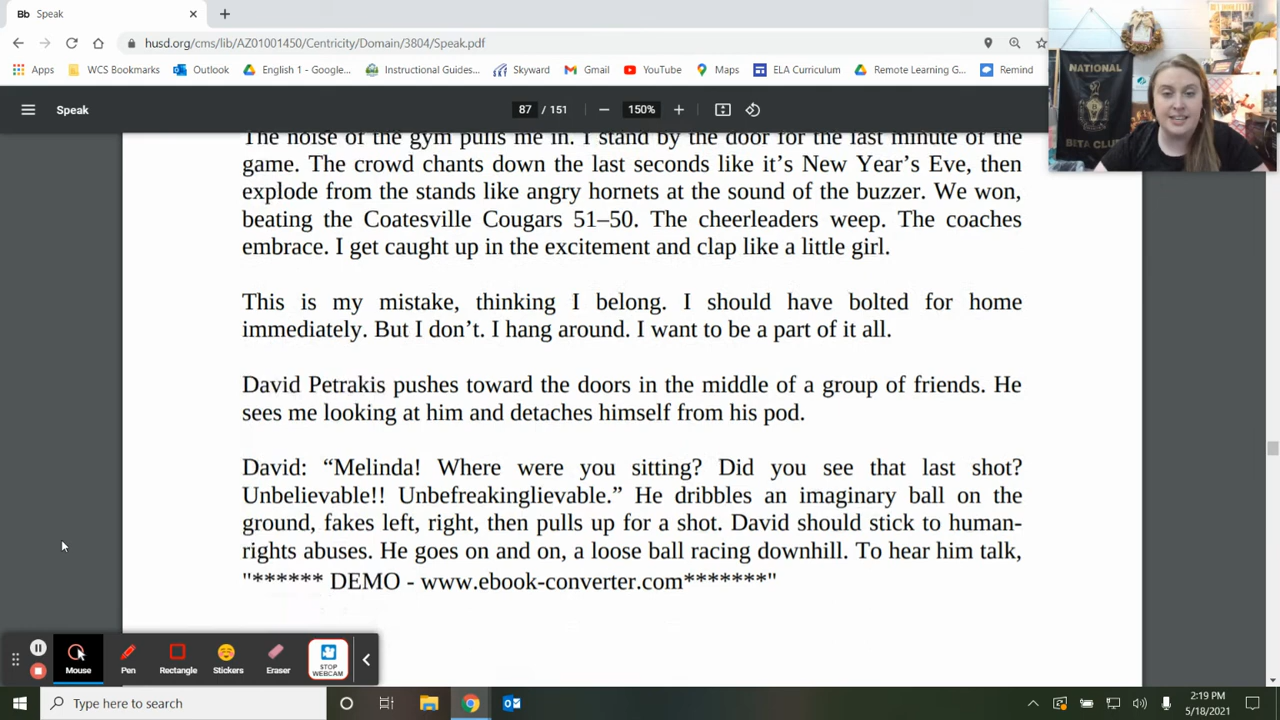 Bb Speak
husd.org/cms/lib/AZ01001450/Centricity/Domain/3804/Speak.pdf
Apps WCS Bookmarks Outlook English 1 - Google... Instructional Guides... Skyward Gmail YouTube Maps ELA Curriculum Remote Learning G... Remind
NATIONAL
BETA CLUB
Speak 87 / 151 150%
The noise of the gym pulls me in. I stand by the door for the last minute of the
game. The crowd chants down the last seconds like it’s New Year’s Eve, then
explode from the stands like angry hornets at the sound of the buzzer. We won,
beating the Coatesville Cougars 51–50. The cheerleaders weep. The coaches
embrace. I get caught up in the excitement and clap like a little girl.
This is my mistake, thinking I belong. I should have bolted for home
immediately. But I don’t. I hang around. I want to be a part of it all.
David Petrakis pushes toward the doors in the middle of a group of friends. He
sees me looking at him and detaches himself from his pod.
David: “Melinda! Where were you sitting? Did you see that last shot?
Unbelievable!! Unbefreakinglievable.” He dribbles an imaginary ball on the
ground, fakes left, right, then pulls up for a shot. David should stick to human-
rights abuses. He goes on and on, a loose ball racing downhill. To hear him talk,
"****** DEMO - www.ebook-converter.com*******"
Mouse Pen Rectangle Stickers Eraser STOP WEBCAM
Type here to search
2:19 PM
5/18/2021